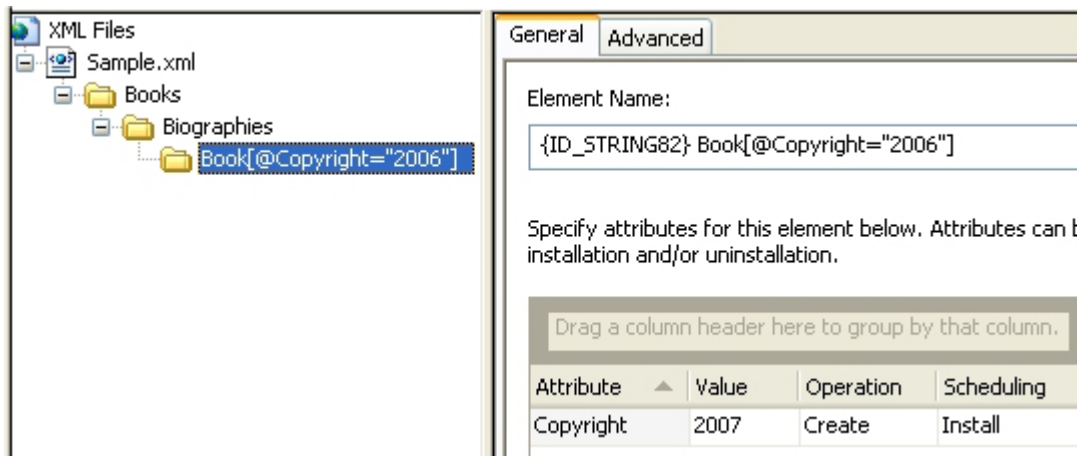 XML Files
Sample.xml
Books
Biographies
Book[@Copyright="2006"]
General
Advanced
Element Name:
{ID_STRING82} Book[@Copyright="2006"]
Specify attributes for this element below. Attributes can
installation and/or uninstallation.
Drag a column header here to group by that column.
Attribute Value Operation Scheduling
Copyright 2007 Create Install